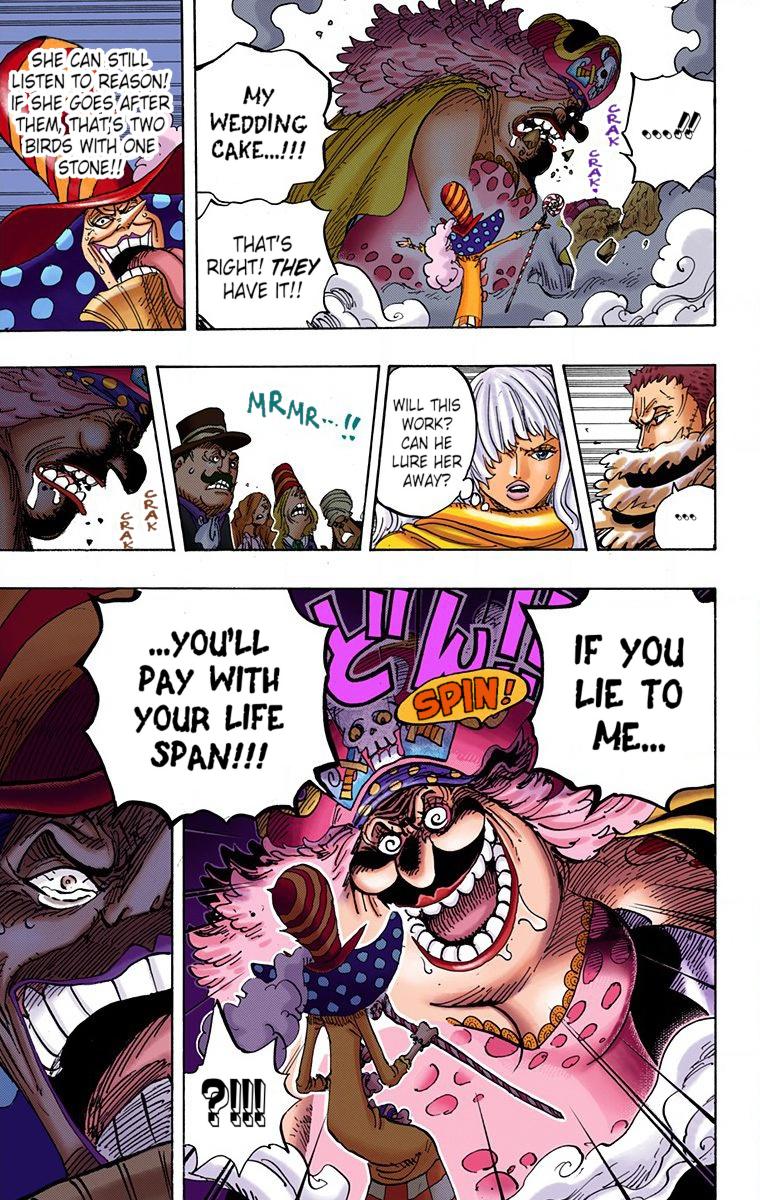 MY
WEDDING
CAKE...!!!
CRAK
CRAK
...!!
THAT'S
RIGHT! THEY
HAVE IT!!
SHE CAN STILL
LISTEN TO REASON!
IF SHE GOES AFTER
THEM, THAT'S TWO
BIRDS WITH ONE
STONE!!
...
WILL THIS
WORK?
CAN HE
LURE HER
AWAY?
MRMR...!!
CRAK
CRAK
IF YOU
LIE TO
ME...
どん!!
SPIN!
...YOU'LL
PAY WITH
YOUR LIFE
SPAN!!!
?!!!